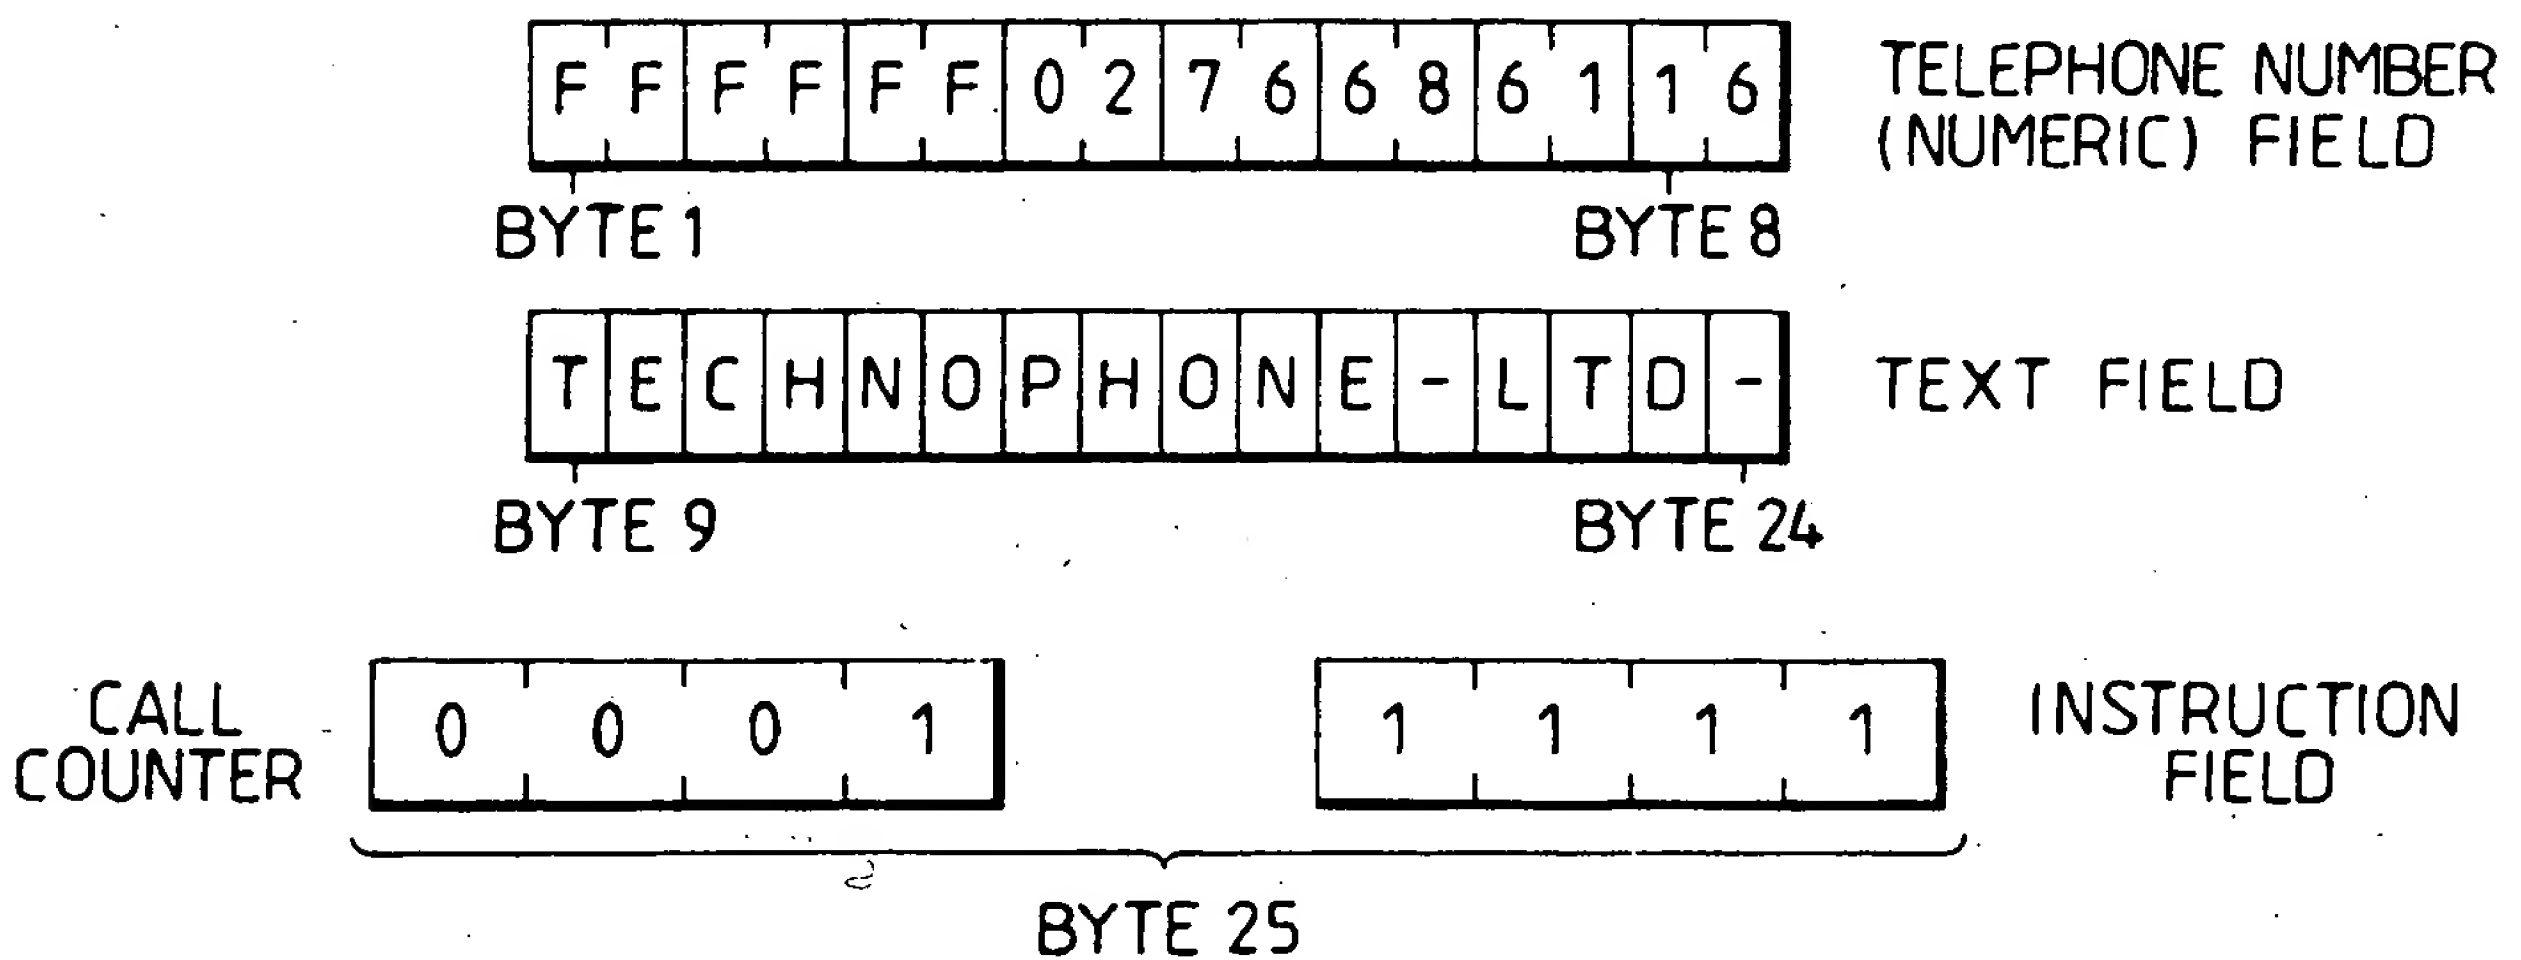 F F F F F F 0 2 7 6 6 8 6 1 1 6
TELEPHONE NUMBER
(NUMERIC) FIELD
BYTE 1
BYTE 8
T E C H N O P H O N E - L T D -
TEXT FIELD
BYTE 9
BYTE 24
CALL
COUNTER
0 0 0 1
1 1 1 1
INSTRUCTION
FIELD
BYTE 25